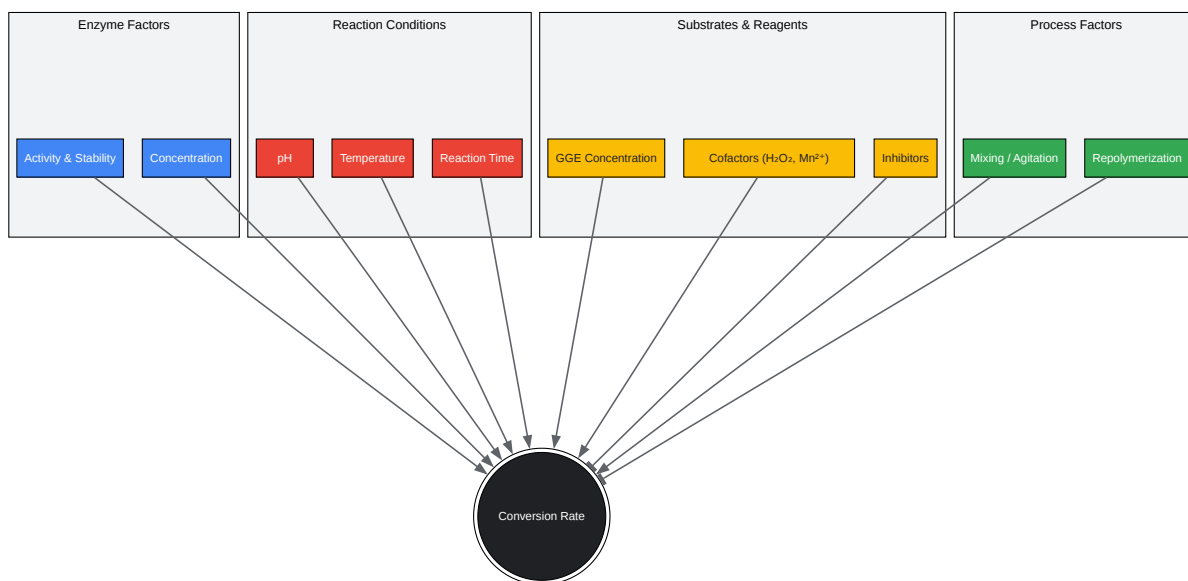 Enzyme Factors
Reaction Conditions
Substrates & Reagents
Process Factors
Activity & Stability
Concentration
pH
Temperature
Reaction Time
GGE Concentration
Cofactors (H₂O₂, Mn²⁺)
Inhibitors
Mixing / Agitation
Repolymerization
Conversion Rate